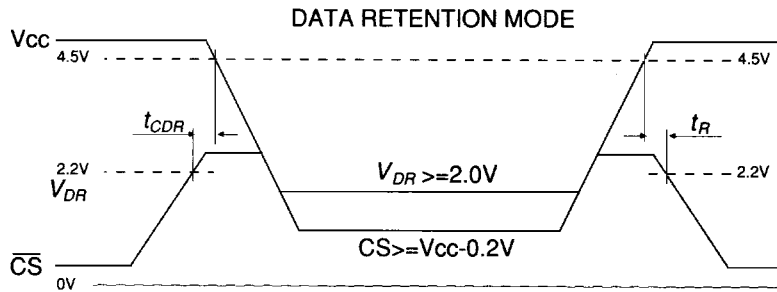 DATA RETENTION MODE
Vcc
4.5V
4.5V
tCDR
tR
2.2V
VDR
VDR >=2.0V
2.2V
CS>=Vcc-0.2V
C̅S̅
0V